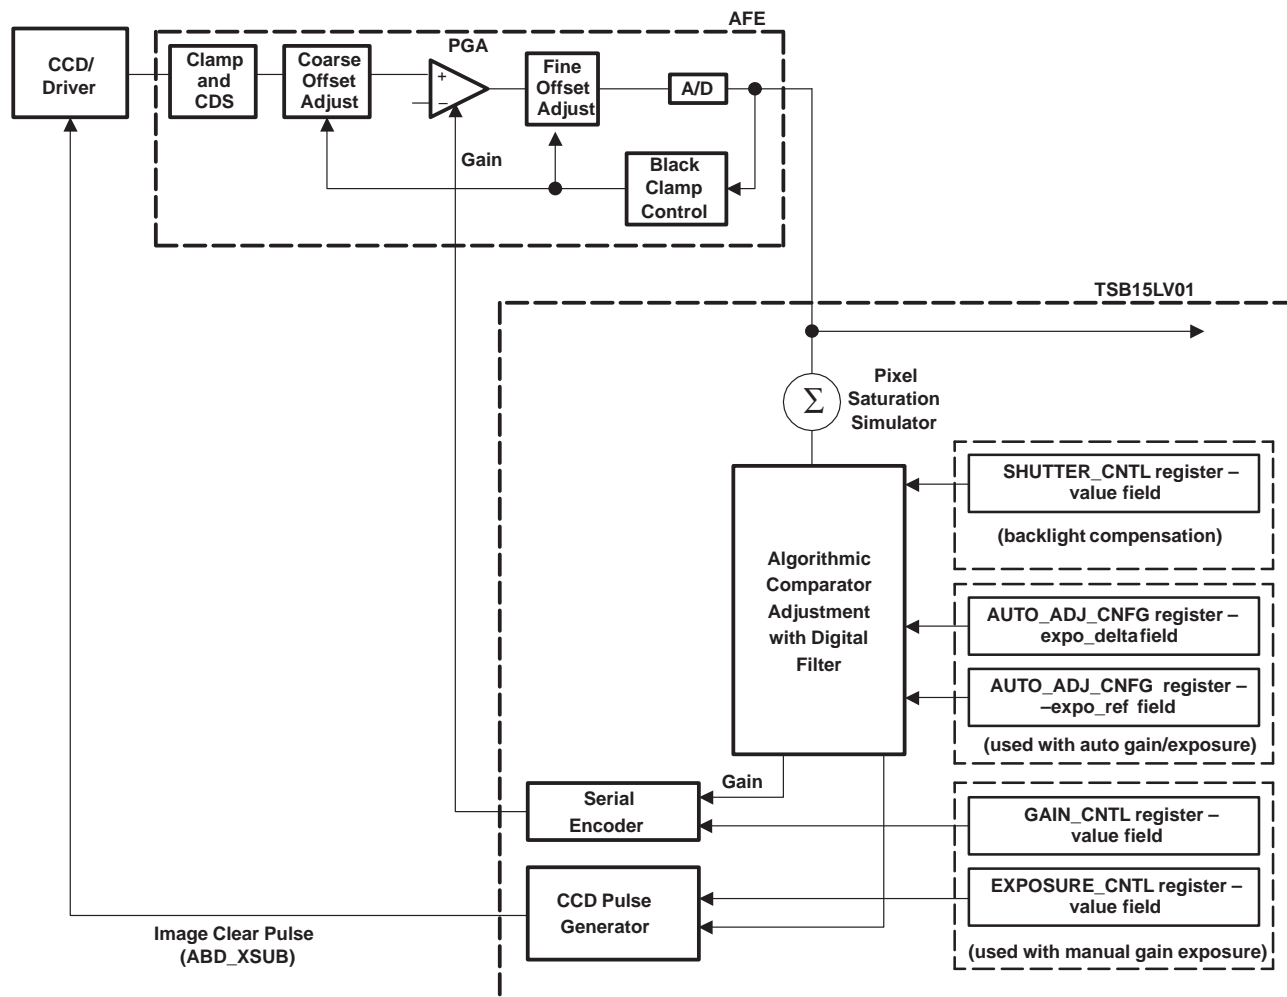 AFE
CCD/
Driver
Clamp
and
CDS
Coarse
Offset
Adjust
PGA
+
−
Fine
Offset
Adjust
A/D
Gain
Black
Clamp
Control
TSB15LV01
Σ
Pixel
Saturation
Simulator
SHUTTER_CNTL register –
value field
(backlight compensation)
Algorithmic
Comparator
Adjustment
with Digital
Filter
AUTO_ADJ_CNFG register –
expo_delta field
AUTO_ADJ_CNFG register –
–expo_ref field
(used with auto gain/exposure)
Gain
Serial
Encoder
GAIN_CNTL register –
value field
CCD Pulse
Generator
EXPOSURE_CNTL register –
value field
(used with manual gain exposure)
Image Clear Pulse
(ABD_XSUB)